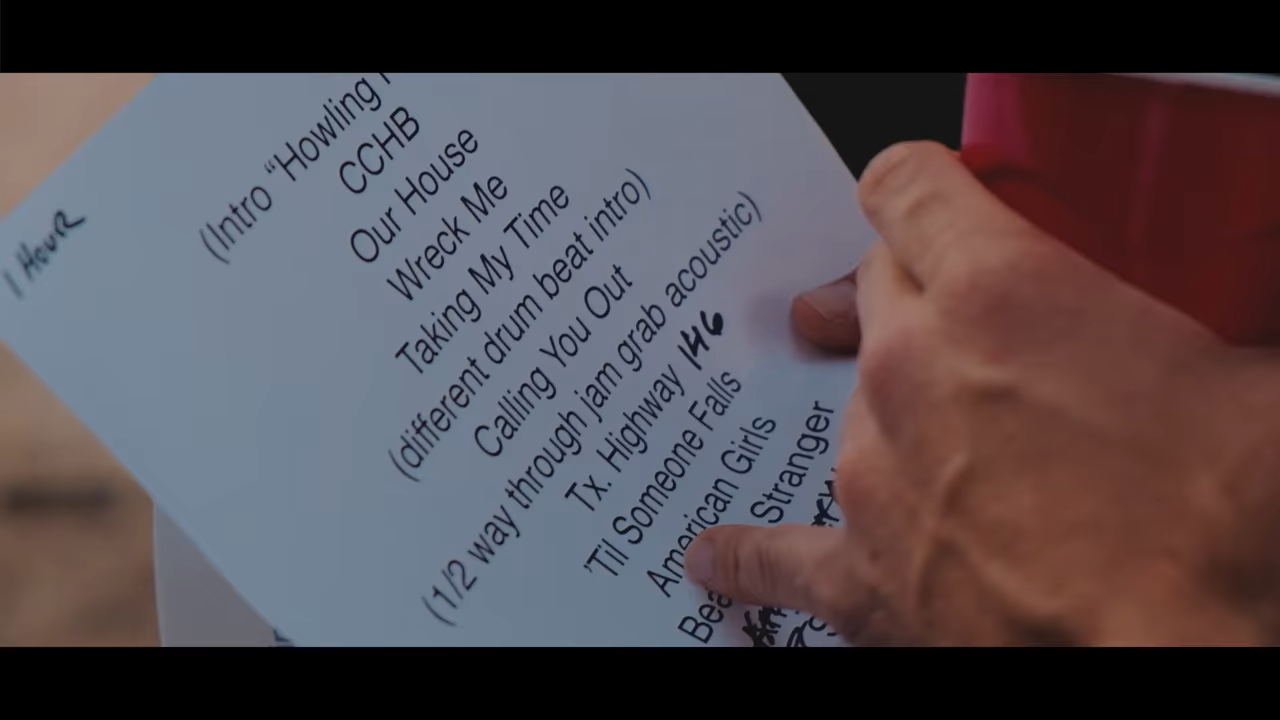 1 HOUR
(Intro "Howling
CCHB
Our House
Wreck Me
Taking My Time
(different drum beat intro)
Calling You Out
(1/2 way through jam grab acoustic)
Tx. Highway 146
'Til Someone Falls
American Girls
Stranger